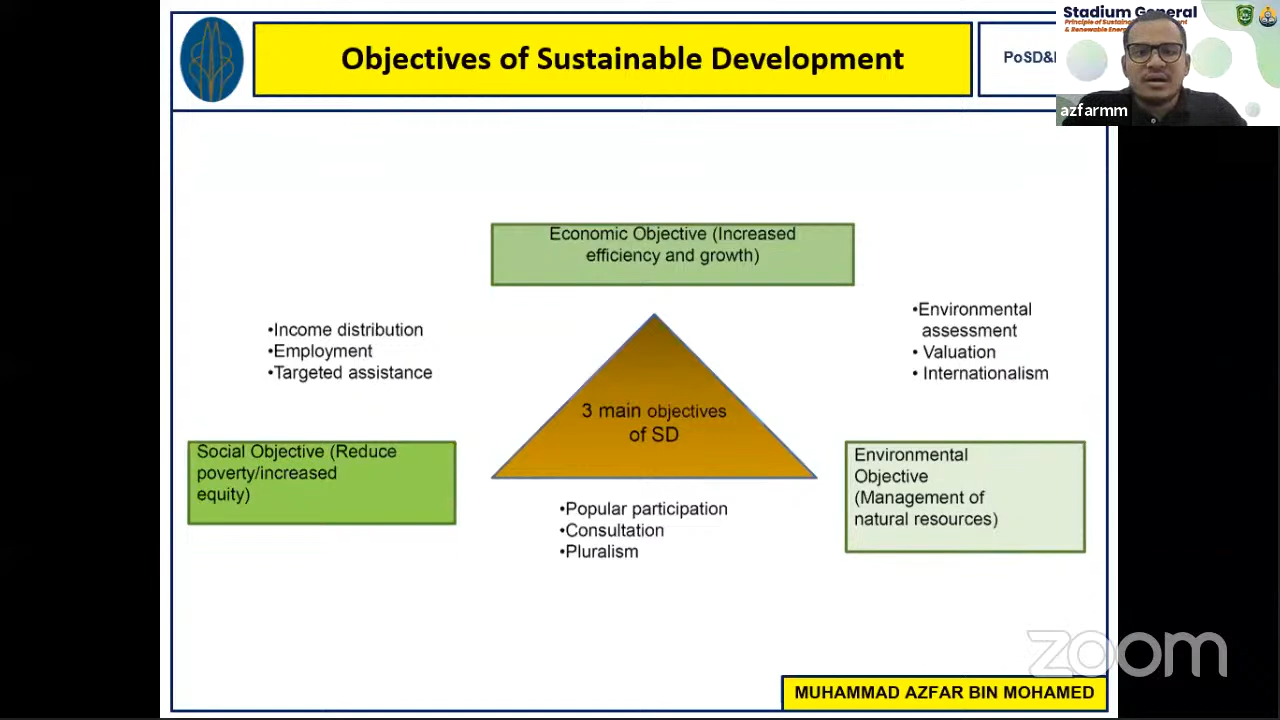 Objectives of Sustainable Development
PoSD&
Stadium General
Principle of Sustainable
& Renewable
azfarmm
Economic Objective (Increased
efficiency and growth)
•Income distribution
•Employment
•Targeted assistance
•Environmental
assessment
• Valuation
• Internationalism
3 main objectives
of SD
Social Objective (Reduce
poverty/increased
equity)
Environmental
Objective
(Management of
natural resources)
•Popular participation
•Consultation
•Pluralism
zoom
MUHAMMAD AZFAR BIN MOHAMED